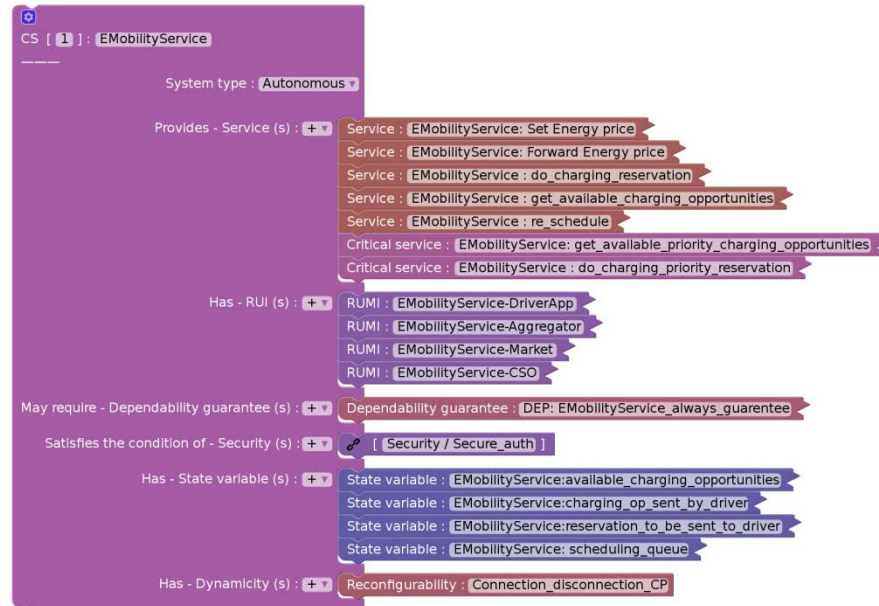 CS [ 1 ] : EMobilityService
System type : Autonomous
Provides - Service (s) : + Service : EMobilityService: Set Energy price
Service : EMobilityService: Forward Energy price
Service : EMobilityService : do_charging_reservation
Service : EMobilityService : get_available_charging_opportunities
Service : EMobilityService : re_schedule
Critical service : EMobilityService: get_available_priority_charging_opportunities
Critical service : EMobilityService : do_charging_priority_reservation
Has - RUI (s) : + RUMI : EMobilityService-DriverApp
RUMI : EMobilityService-Aggregator
RUMI : EMobilityService-Market
RUMI : EMobilityService-CSO
May require - Dependability guarantee (s) : + Dependability guarantee : DEP: EMobilityService_always_guarentee
Satisfies the condition of - Security (s) : + [ Security / Secure_auth ]
Has - State variable (s) : + State variable : EMobilityService:available_charging_opportunities
State variable : EMobilityService:charging_op_sent_by_driver
State variable : EMobilityService:reservation_to_be_sent_to_driver
State variable : EMobilityService: scheduling_queue
Has - Dynamicity (s) : + Reconfigurability : Connection_disconnection_CP